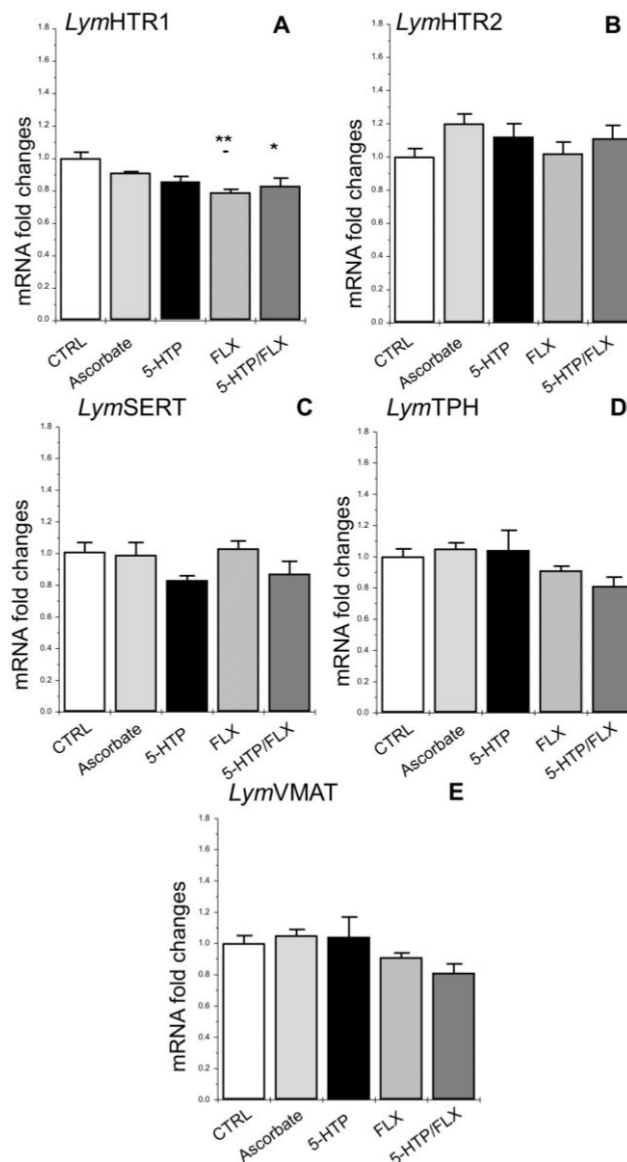 LymHTR1 A
mRNA fold changes
1.8
1.6
1.4
1.2
1.0
0.8
0.6
0.4
0.2
0.0
**
-
*
CTRL
Ascorbate
5-HTP
FLX
5-HTP/FLX
LymHTR2 B
mRNA fold changes
1.8
1.6
1.4
1.2
1.0
0.8
0.6
0.4
0.2
0.0
CTRL
Ascorbate
5-HTP
FLX
5-HTP/FLX
LymSERT C
mRNA fold changes
1.8
1.6
1.4
1.2
1.0
0.8
0.6
0.4
0.2
0.0
CTRL
Ascorbate
5-HTP
FLX
5-HTP/FLX
LymTPH D
mRNA fold changes
1.8
1.6
1.4
1.2
1.0
0.8
0.6
0.4
0.2
0.0
CTRL
Ascorbate
5-HTP
FLX
5-HTP/FLX
LymVMAT E
mRNA fold changes
1.8
1.6
1.4
1.2
1.0
0.8
0.6
0.4
0.2
0.0
CTRL
Ascorbate
5-HTP
FLX
5-HTP/FLX